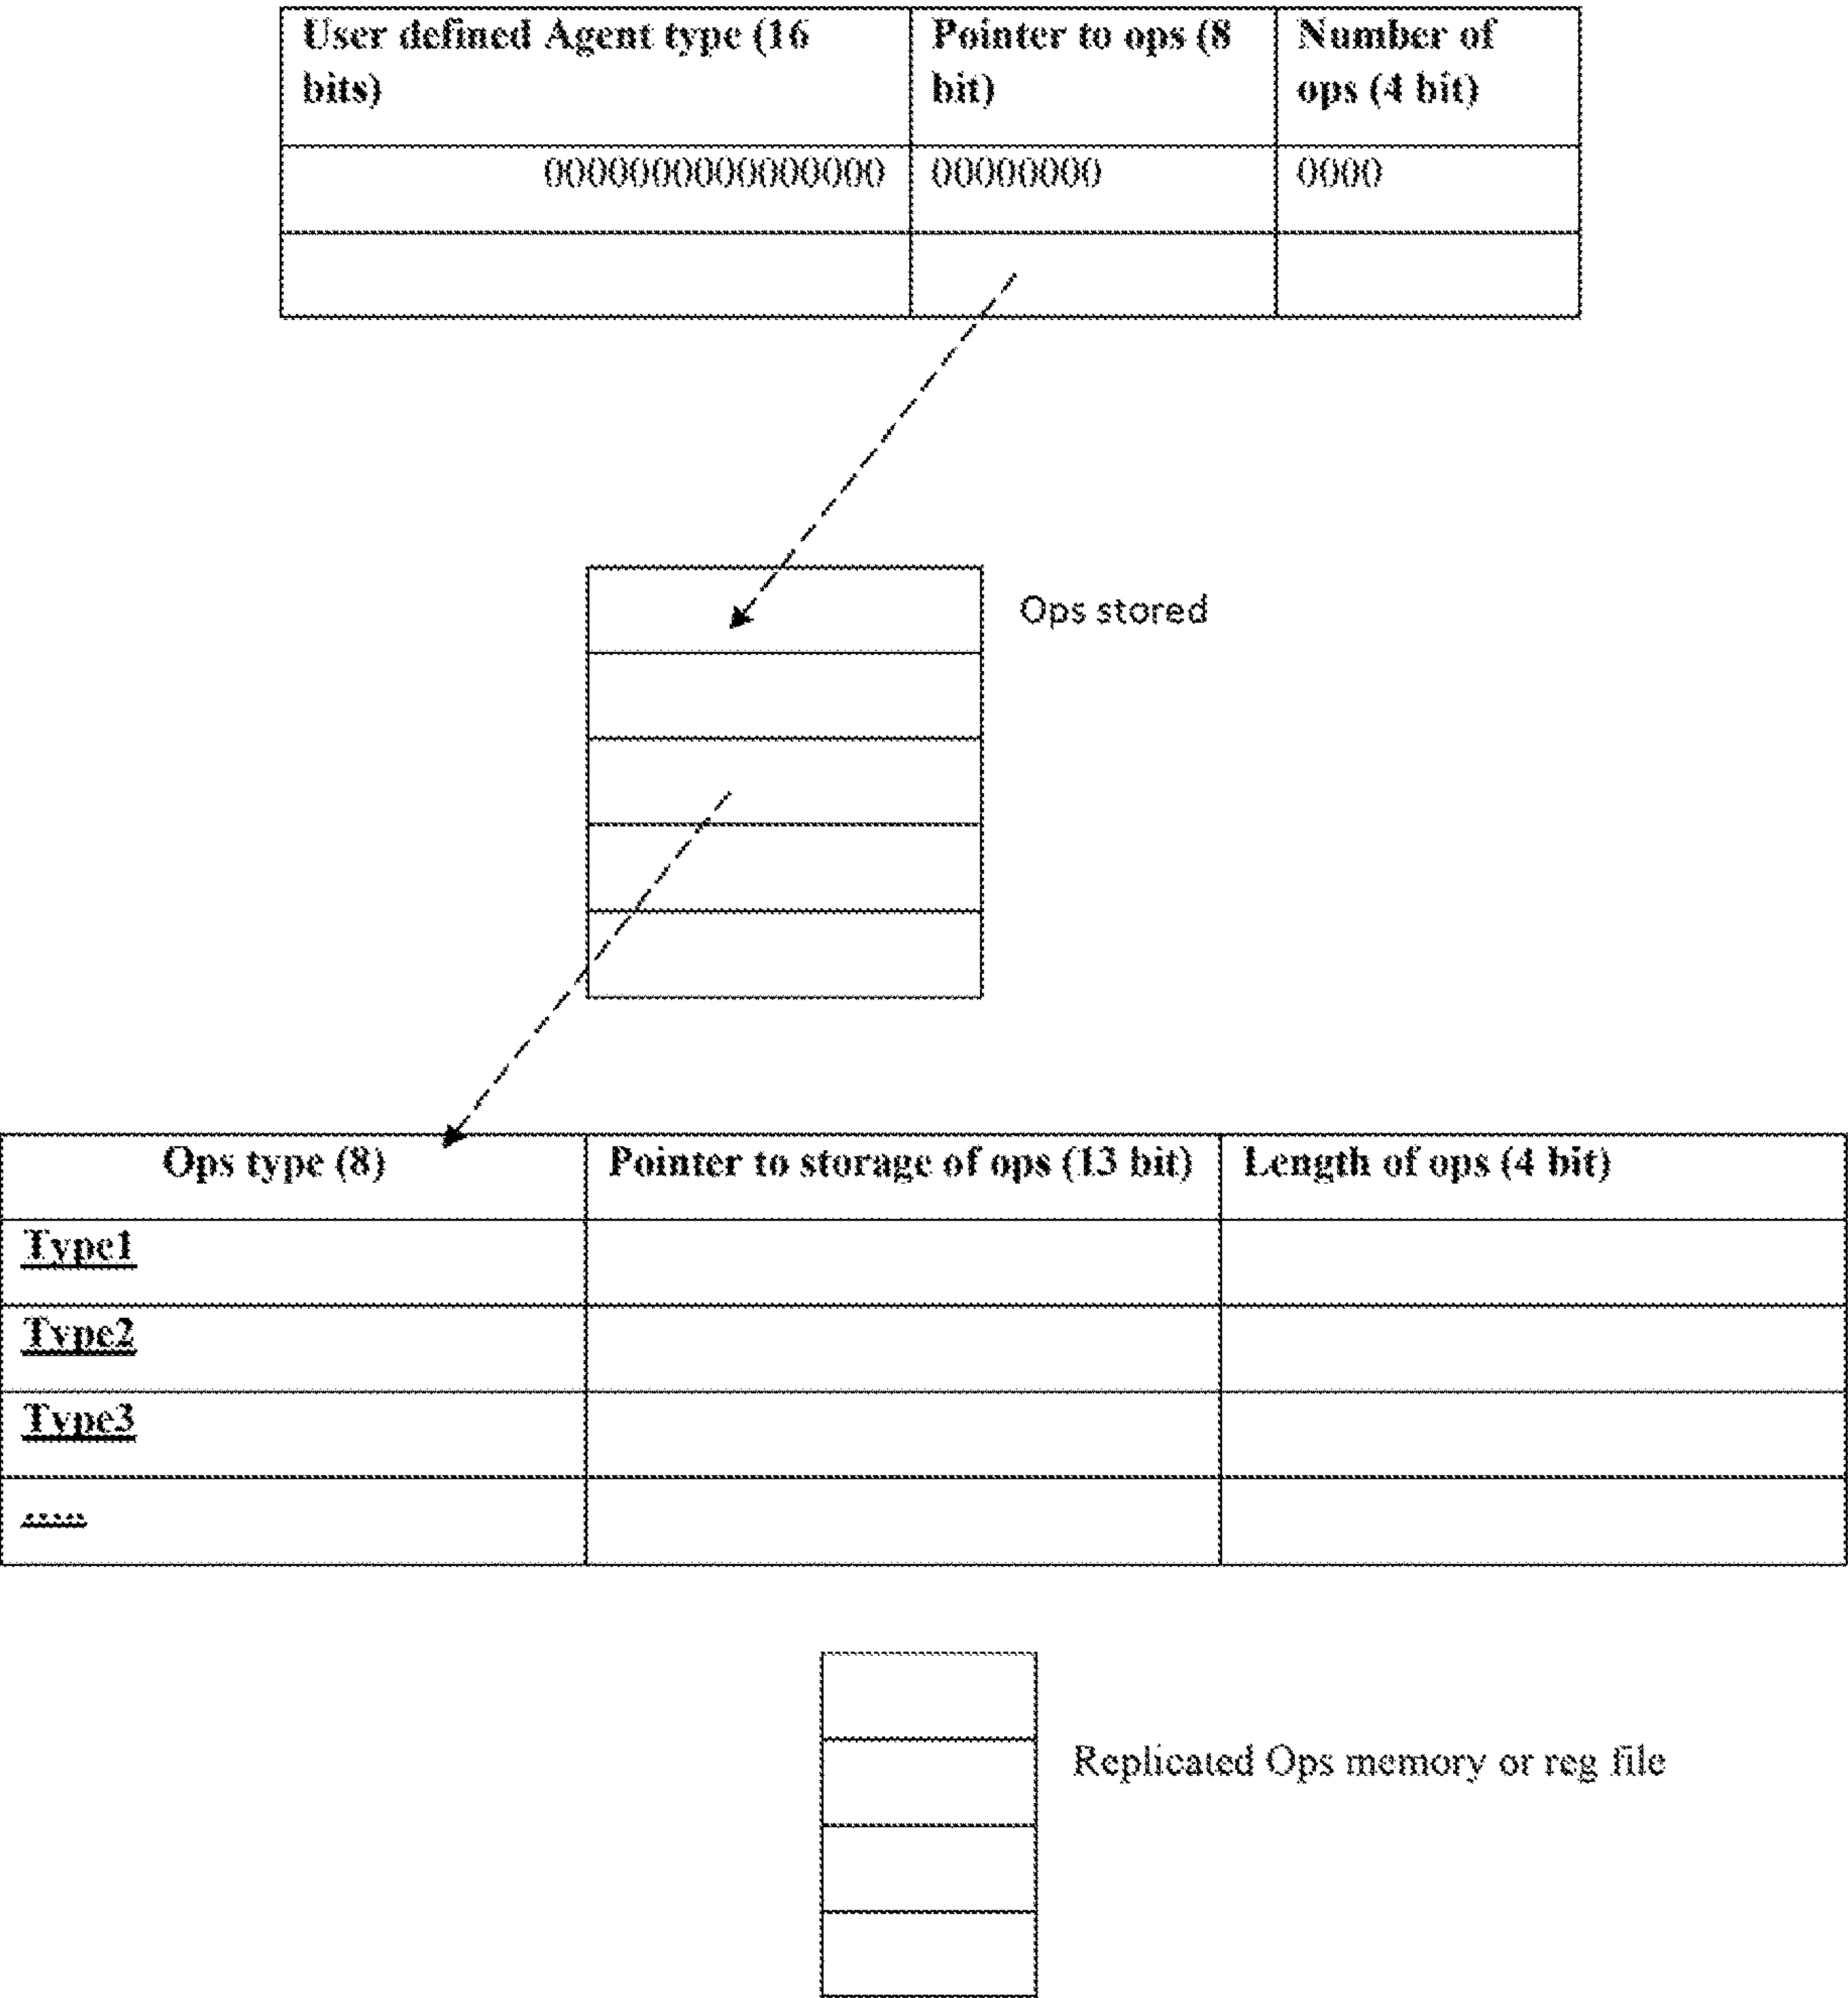 User defined Agent type (16
bits)
Pointer to ops (8
bit)
Number of
ops (4 bit)
0000000000000000
00000000
0000
Ops stored
Ops type (8)
Pointer to storage of ops (13 bit)
Length of ops (4 bit)
Type1
Type2
Type3
.....
Replicated Ops memory or reg file